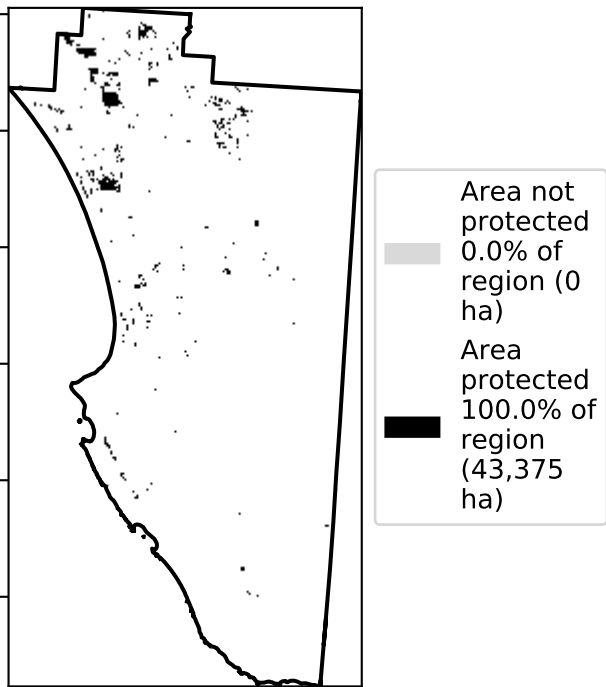 Area not
protected
0.0% of
region (0
ha)
Area
protected
100.0% of
region
(43,375
ha)